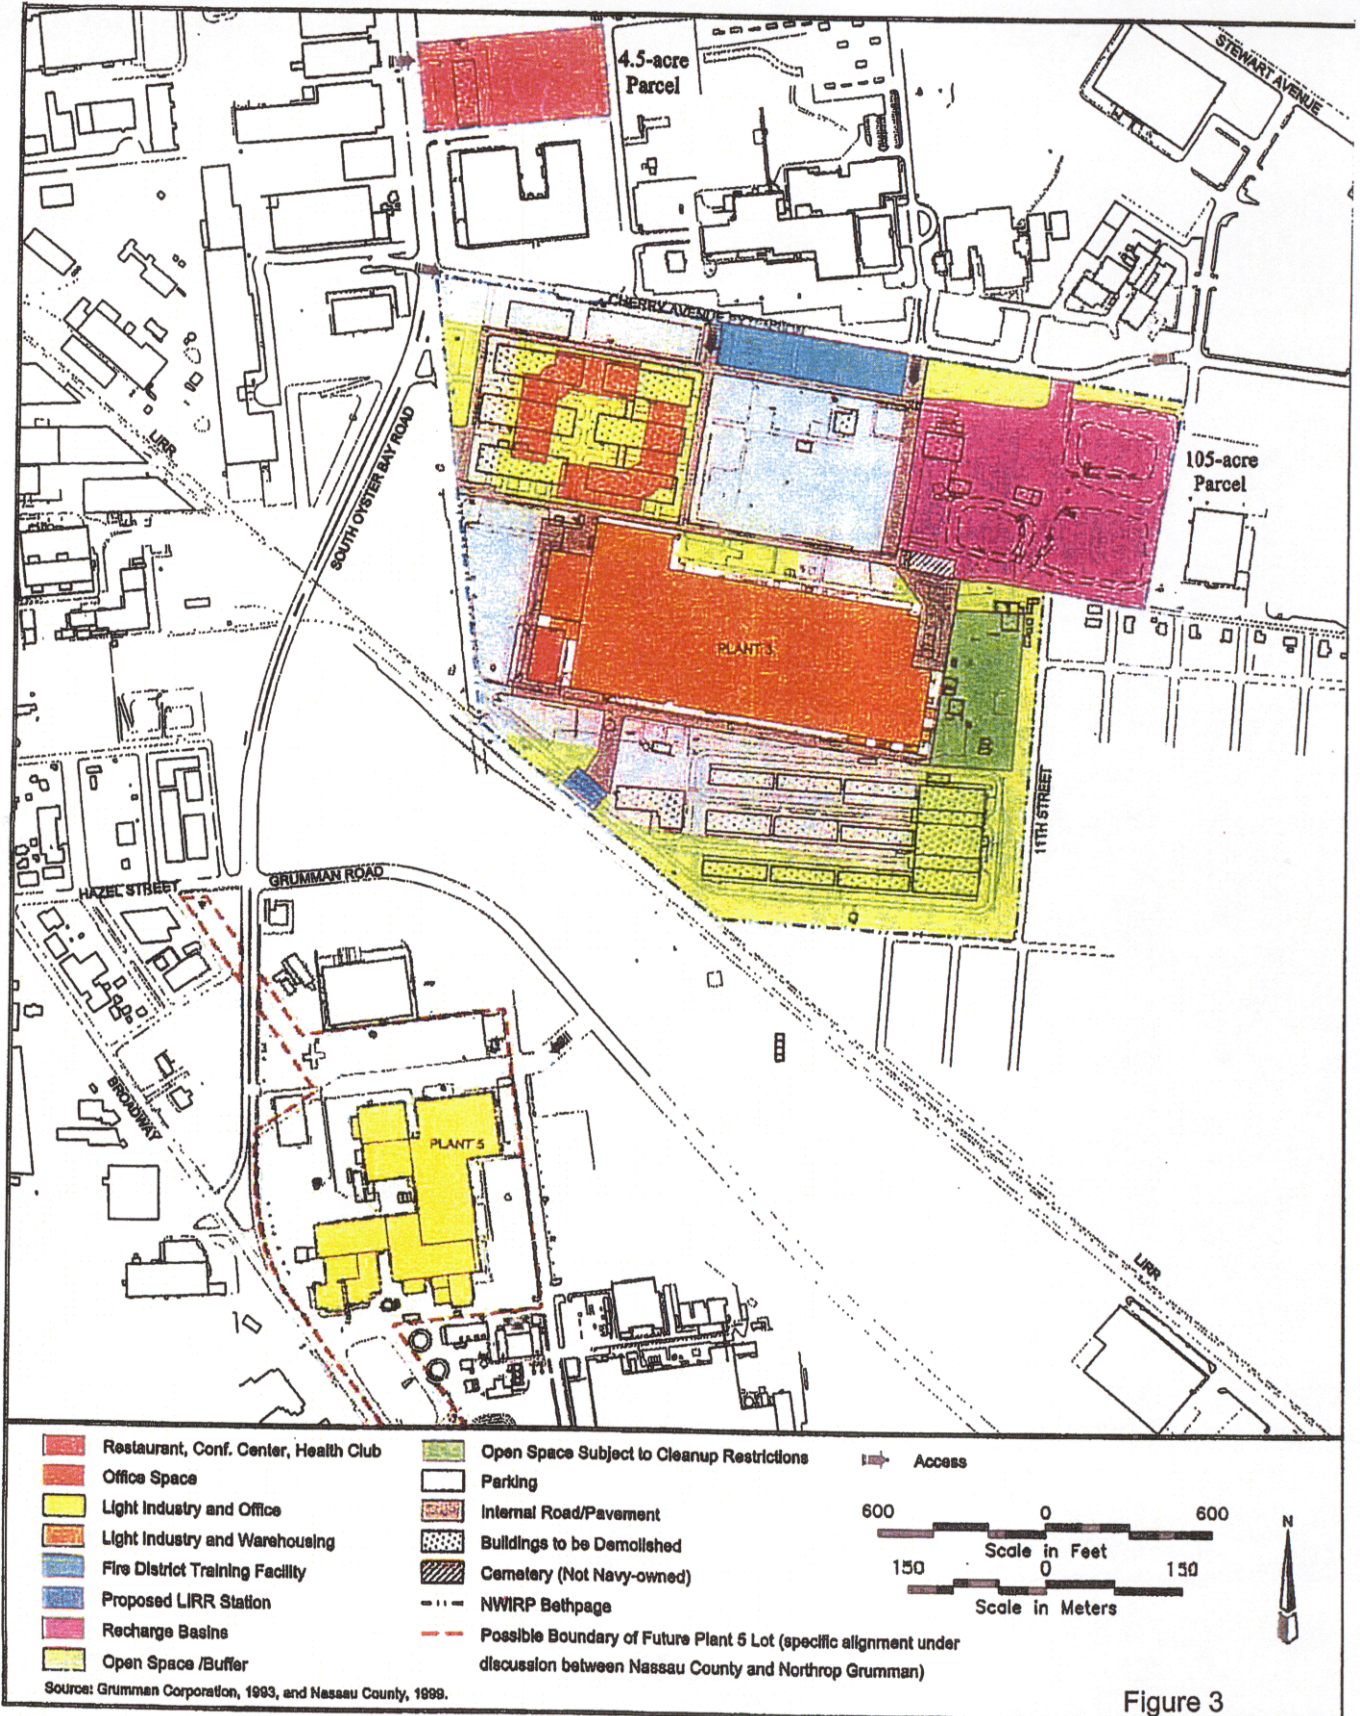 4.5-acre
Parcel
STEWART AVENUE
CHERRY AVENUE
LIRR
SOUTH OYSTER BAY ROAD
105-acre
Parcel
PLANT 3
11TH STREET
HAZEL STREET
GRUMMAN ROAD
BROADWAY
PLANT 5
LIRR
Restaurant, Conf. Center, Health Club
Office Space
Light Industry and Office
Light Industry and Warehousing
Fire District Training Facility
Proposed LIRR Station
Recharge Basins
Open Space /Buffer
Open Space Subject to Cleanup Restrictions
Parking
Internal Road/Pavement
Buildings to be Demolished
Cemetery (Not Navy-owned)
NWIRP Bethpage
Possible Boundary of Future Plant 5 Lot (specific alignment under
discussion between Nassau County and Northrop Grumman)
Access
600 0 600
Scale in Feet
150 0 150
Scale in Meters
N
Source: Grumman Corporation, 1993, and Nassau County, 1999.
Figure 3